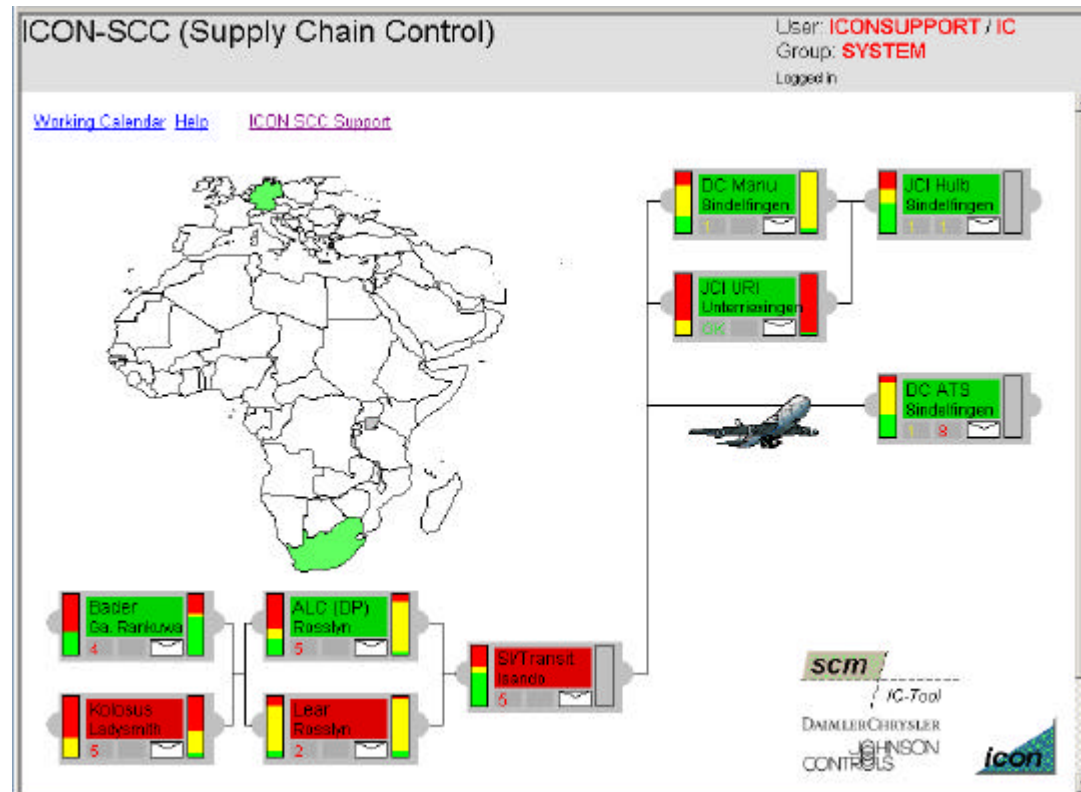 ICON-SCC (Supply Chain Control)
User: ICONSUPPORT / IC
Group: SYSTEM
Logged in
Working Calendar Help ICON SCC Support
DC Manu
Sindelfingen
1
JCI Hulb
Sindelfingen
1 1
JCI URI
Unterriexingen
OK
DC ATS
Sindelfingen
1 8
Bader
Ga. Rankuwa
4
ALC (DP)
Rosslyn
5
SI/Transit
Isando
5
Kolosus
Ladysmith
5
Lear
Rosslyn
2
scm
IC-Tool
DAIMLERCHRYSLER
JOHNSON
CONTROLS
icon